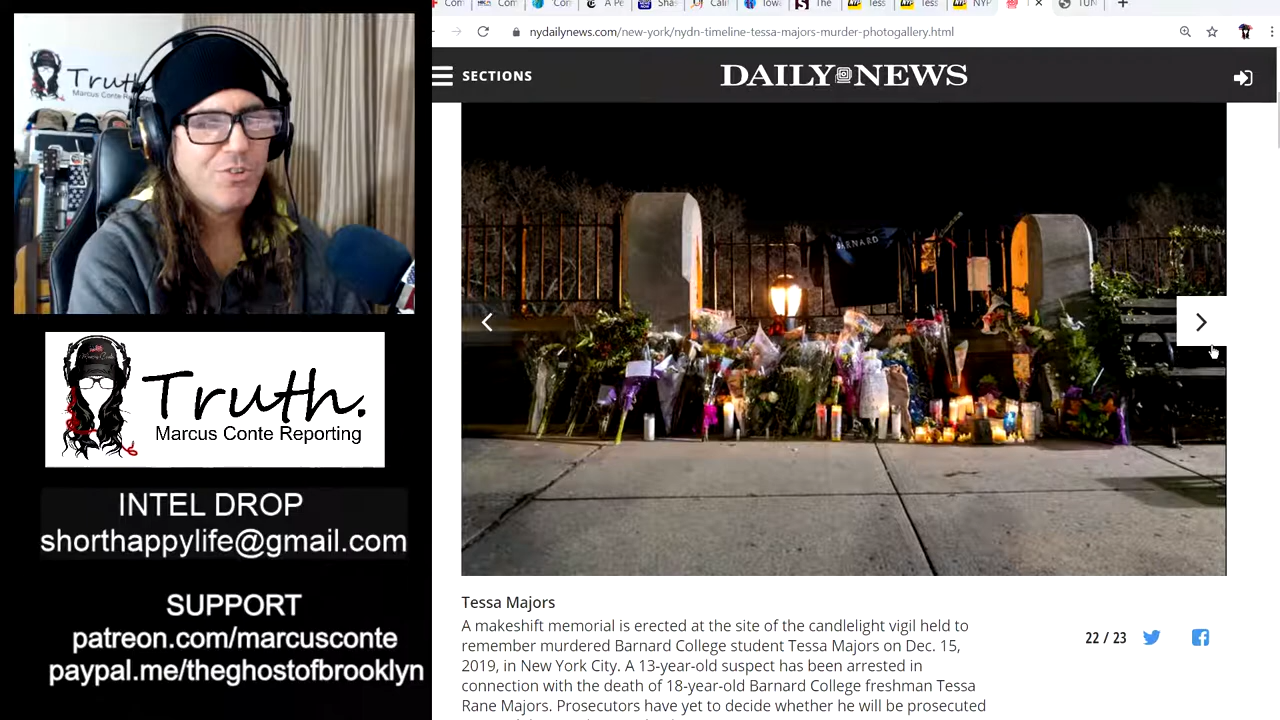 Truth.
Marcus Conte Reporting
Truth.
Marcus Conte Reporting
INTEL DROP
shorthappylife@gmail.com
SUPPORT
patreon.com/marcusconte
paypal.me/theghostofbrooklyn
nydailynews.com/new-york/nydn-timeline-tessa-majors-murder-photogallery.html
SECTIONS
DAILY NEWS
BARNARD
Tessa Majors
A makeshift memorial is erected at the site of the candlelight vigil held to
remember murdered Barnard College student Tessa Majors on Dec. 15,
2019, in New York City. A 13-year-old suspect has been arrested in
connection with the death of 18-year-old Barnard College freshman Tessa
Rane Majors. Prosecutors have yet to decide whether he will be prosecuted
22 / 23